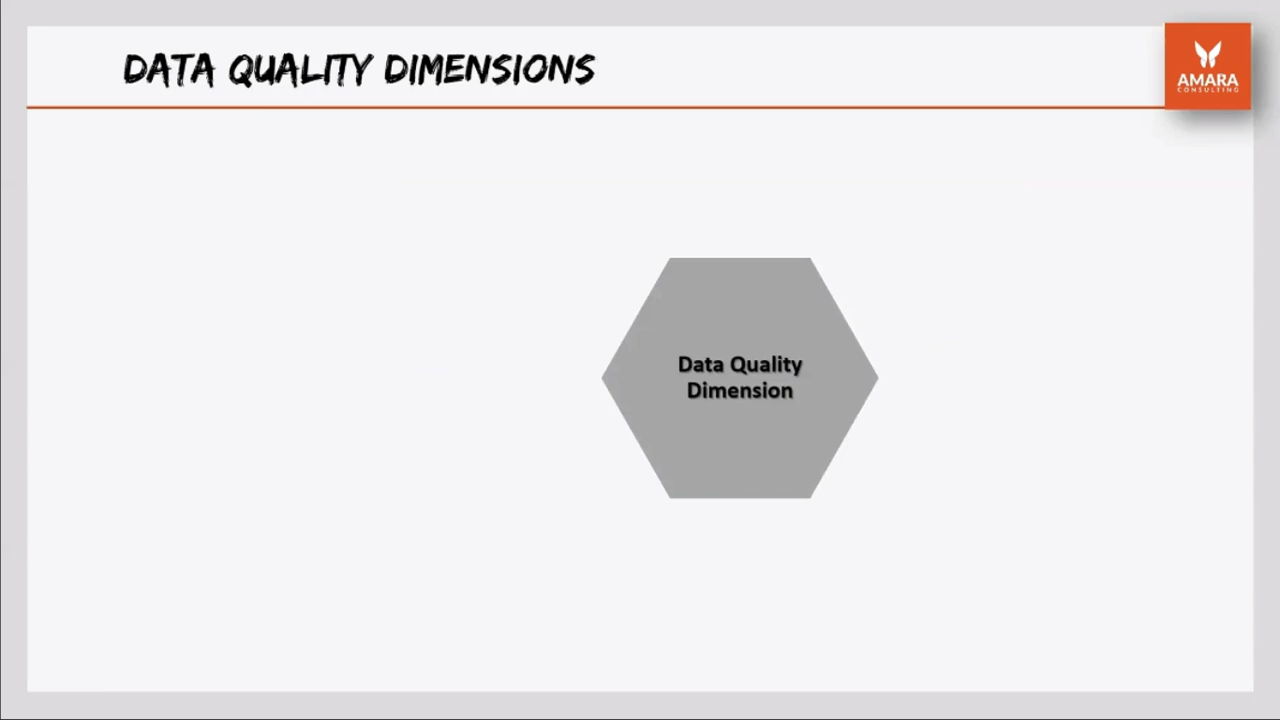 DATA QUALITY DIMENSIONS
AMARA
CONSULTING
Data Quality
Dimension